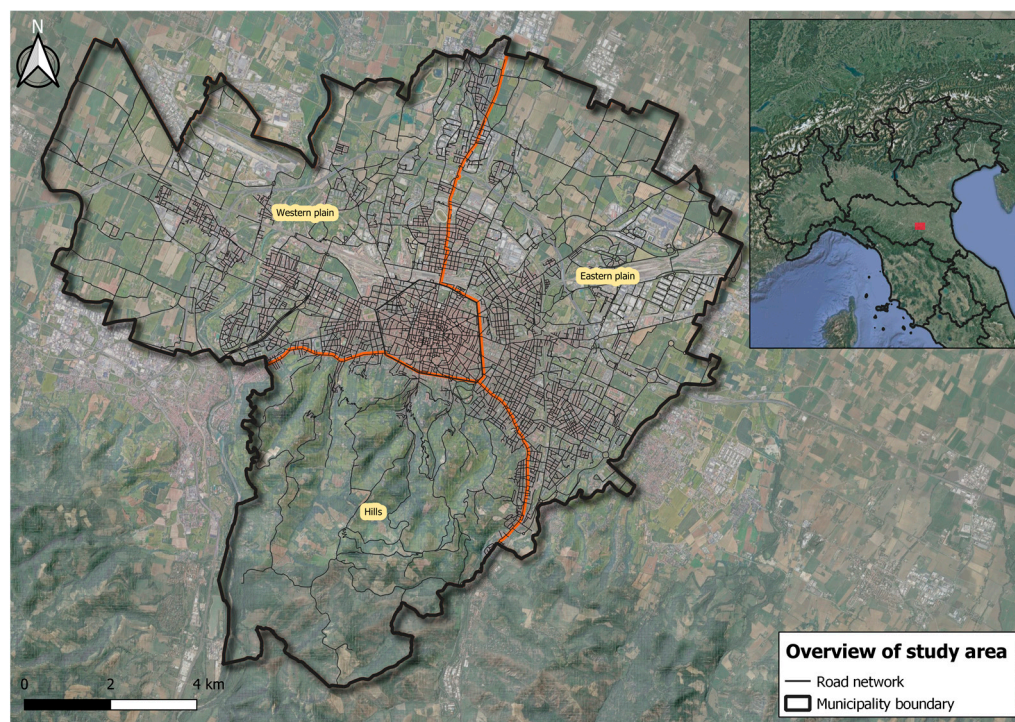 N
Western plain
Eastern plain
Hills
0 2 4 km
Overview of study area
Road network
Municipality boundary